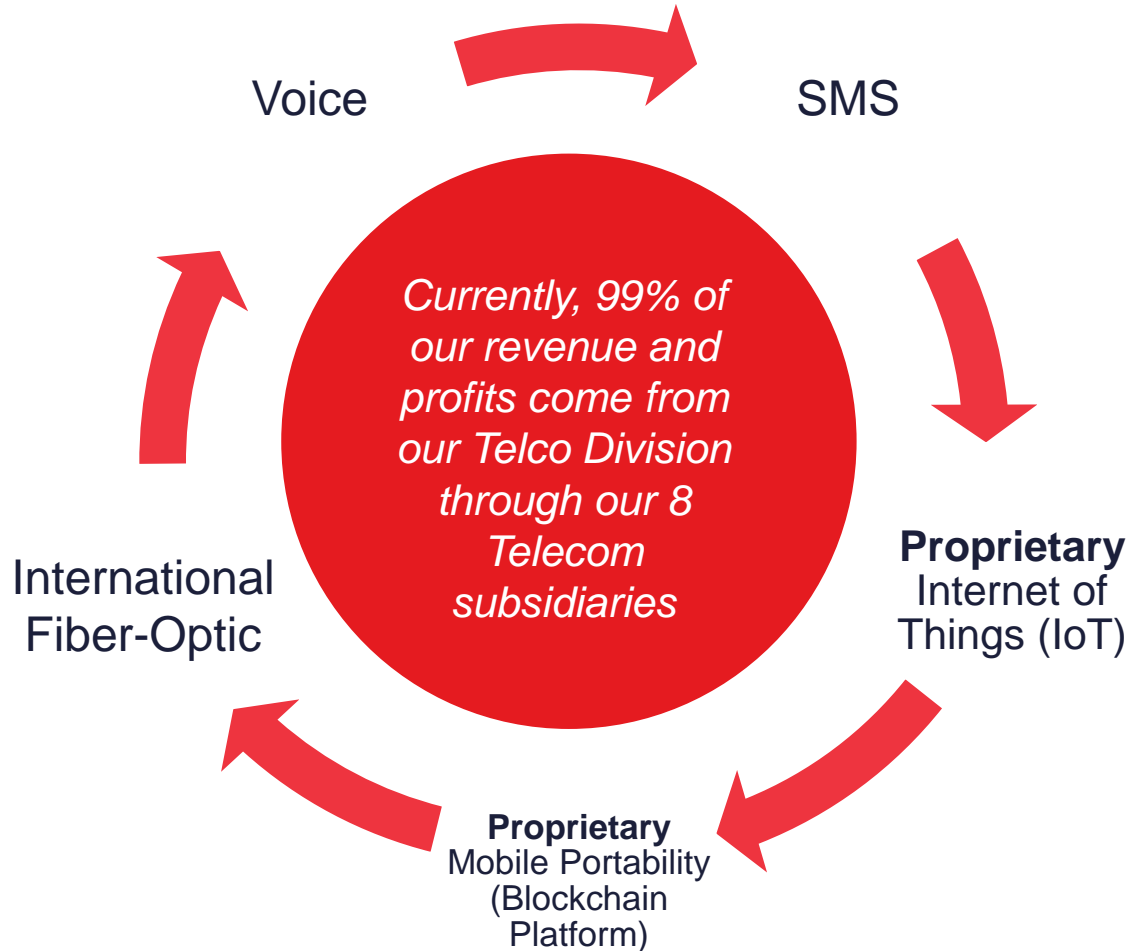 Voice
SMS
Currently, 99% of
our revenue and
profits come from
our Telco Division
through our 8
Telecom
subsidiaries
Proprietary
Internet of
Things (IoT)
Proprietary
Mobile Portability
(Blockchain
Platform)
International
Fiber-Optic